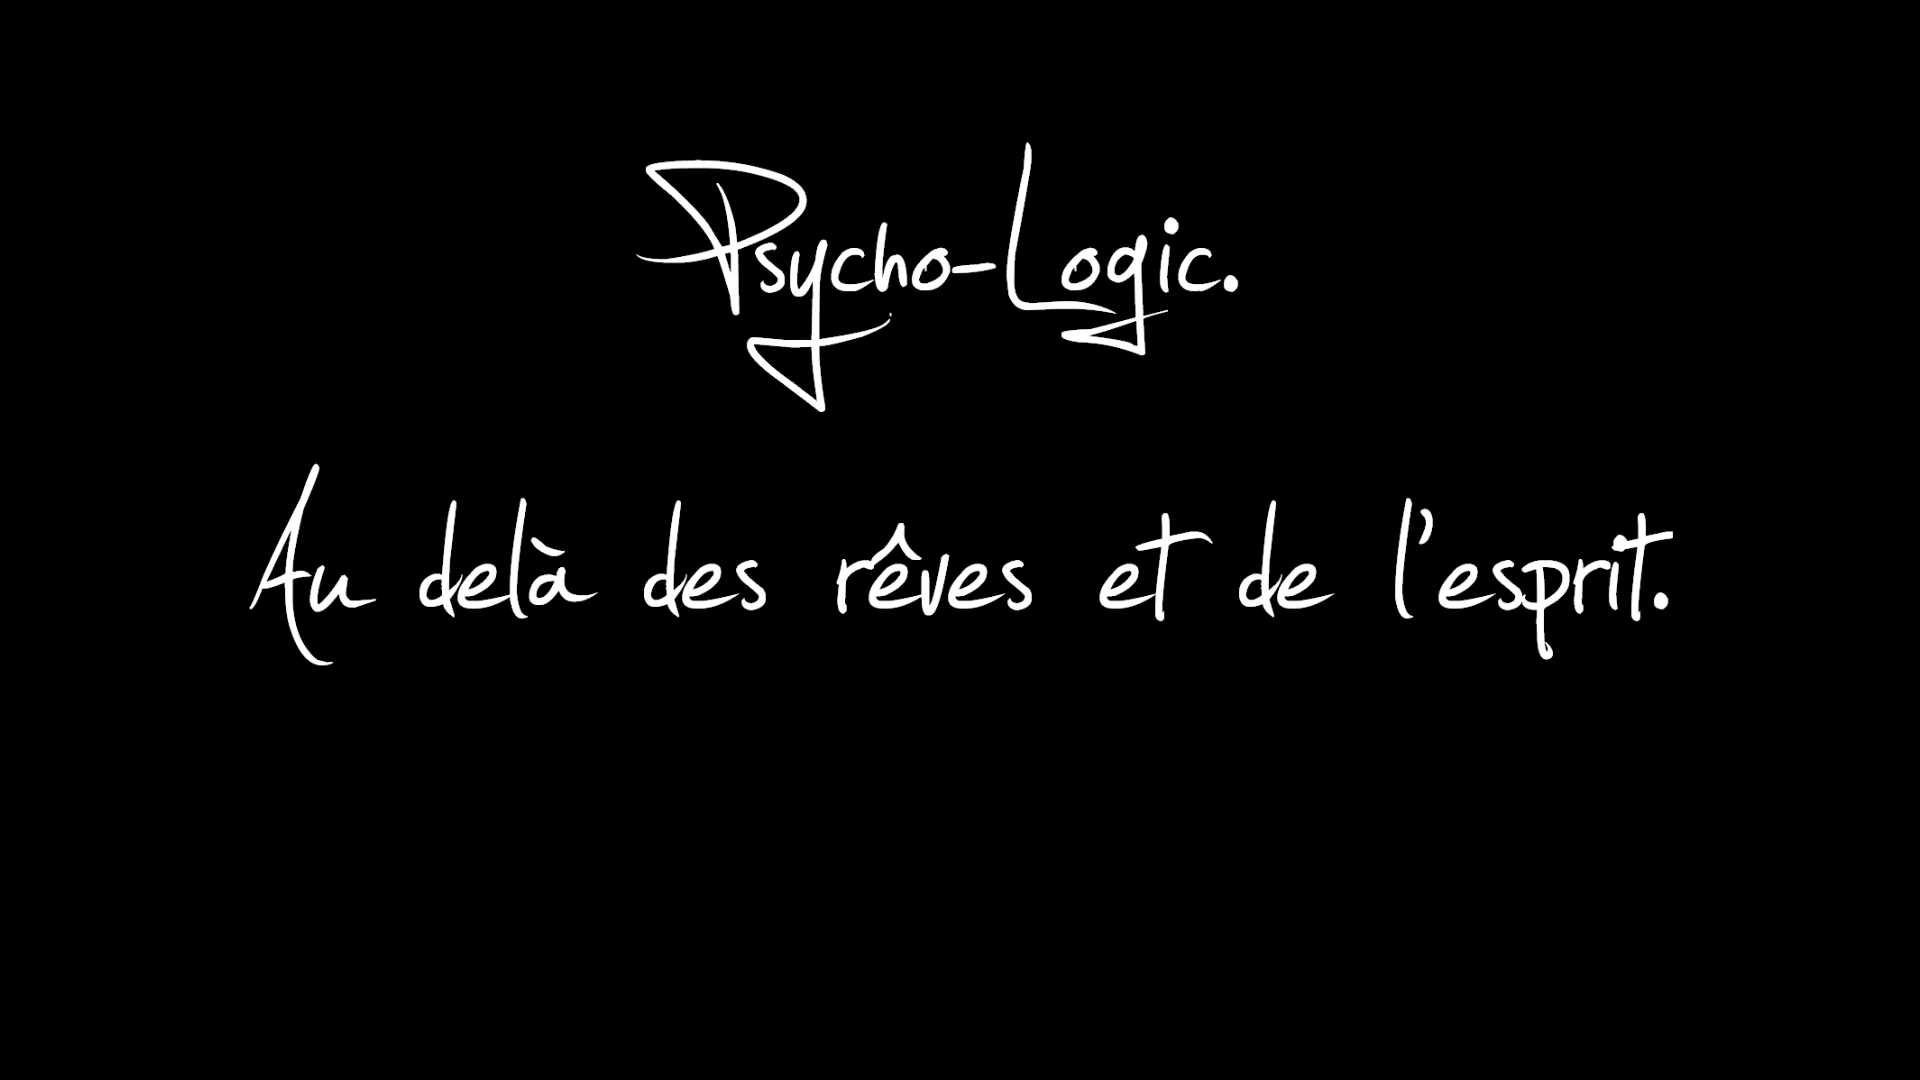 Psycho-Logic.
Au delà des rêves et de l'esprit.